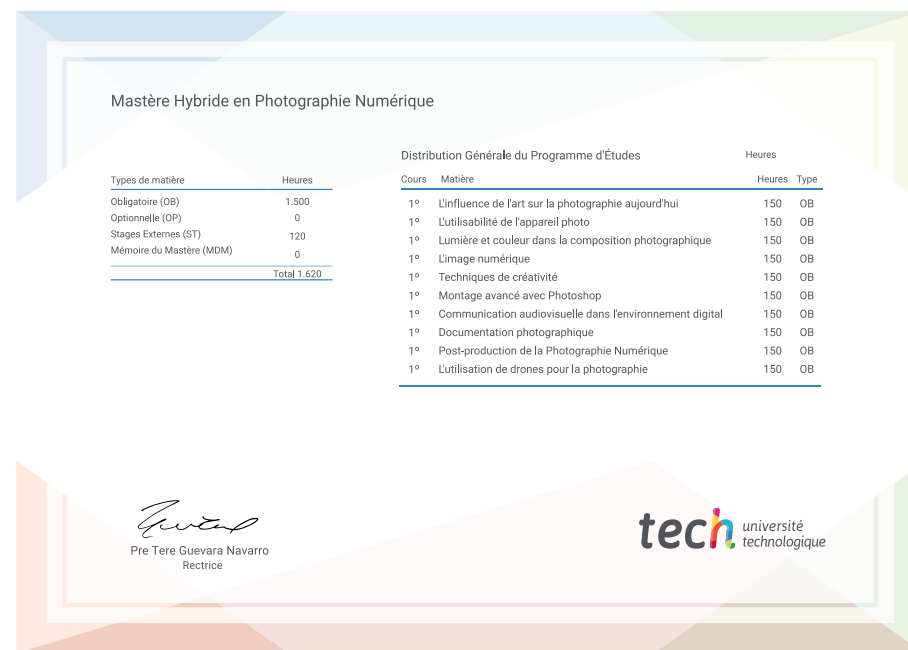 Mastère Hybride en Photographie Numérique
Types de matière Heures
Obligatoire (OB) 1.500
Optionnelle (OP) 0
Stages Externes (ST) 120
Mémoire du Mastère (MDM) 0
Total 1.620
Distribution Générale du Programme d'Études Heures
Cours Matière Heures Type
1º L'influence de l'art sur la photographie aujourd'hui 150 OB
1º L'utilisabilité de l'appareil photo 150 OB
1º Lumière et couleur dans la composition photographique 150 OB
1º L'image numérique 150 OB
1º Techniques de créativité 150 OB
1º Montage avancé avec Photoshop 150 OB
1º Communication audiovisuelle dans l'environnement digital 150 OB
1º Documentation photographique 150 OB
1º Post-production de la Photographie Numérique 150 OB
1º L'utilisation de drones pour la photographie 150 OB
Pre Tere Guevara Navarro
Rectrice
tech université
technologique